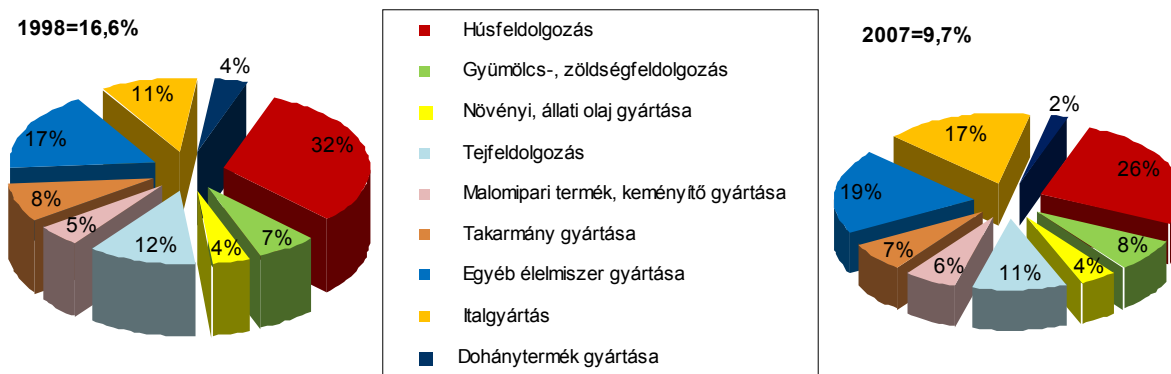 1998=16,6%
4%
11%
17%
32%
8%
5%
12%
4%
7%
Húsfeldolgozás
Gyümölcs-, zöldségfeldolgozás
Növényi, állati olaj gyártása
Tejfeldolgozás
Malomipari termék, keményítő gyártása
Takarmány gyártása
Egyéb élelmiszer gyártása
Italgyártás
Dohánytermék gyártása
2007=9,7%
2%
17%
26%
19%
8%
7%
6%
11%
4%